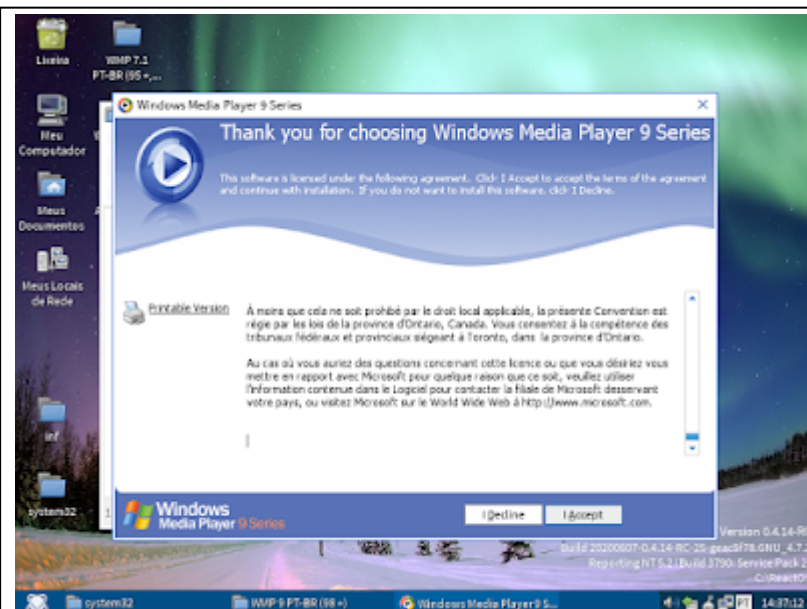 Lixeira
WMP 7.1
PT-BR (95 +,...
Meu
Computador
Meus
Documentos
Meus Locais
de Rede
inf
system32
Windows Media Player 9 Series
Thank you for choosing Windows Media Player 9 Series
This software is licensed under the following agreement. Click I Accept to accept the terms of the agreement
and continue with installation. If you do not want to install this software, click I Decline.
Printable Version
À moins que cela ne soit prohibé par le droit local applicable, la présente Convention est
régie par les lois de la province d'Ontario, Canada. Vous consentez à la compétence des
tribunaux fédéraux et provinciaux siégeant à Toronto, dans la province d'Ontario.
Au cas où vous auriez des questions concernant cette licence ou que vous désiriez vous
mettre en rapport avec Microsoft pour quelque raison que ce soit, veuillez utiliser
l'information contenue dans le Logiciel pour contacter la filiale de Microsoft desservant
votre pays, ou visitez Microsoft sur le World Wide Web à http://www.microsoft.com.
Windows
Media Player 9 Series
I Decline
I Accept
Version 0.4.14-R
Build 20200607-0.4.14-RC-25-
Reporting NT 5.2 (Build 3790: Service Pack 2
C:\ReactO
system32
WMP 9 PT-BR (98 +)
Windows Media Player 9 S...
PT
14:37:12